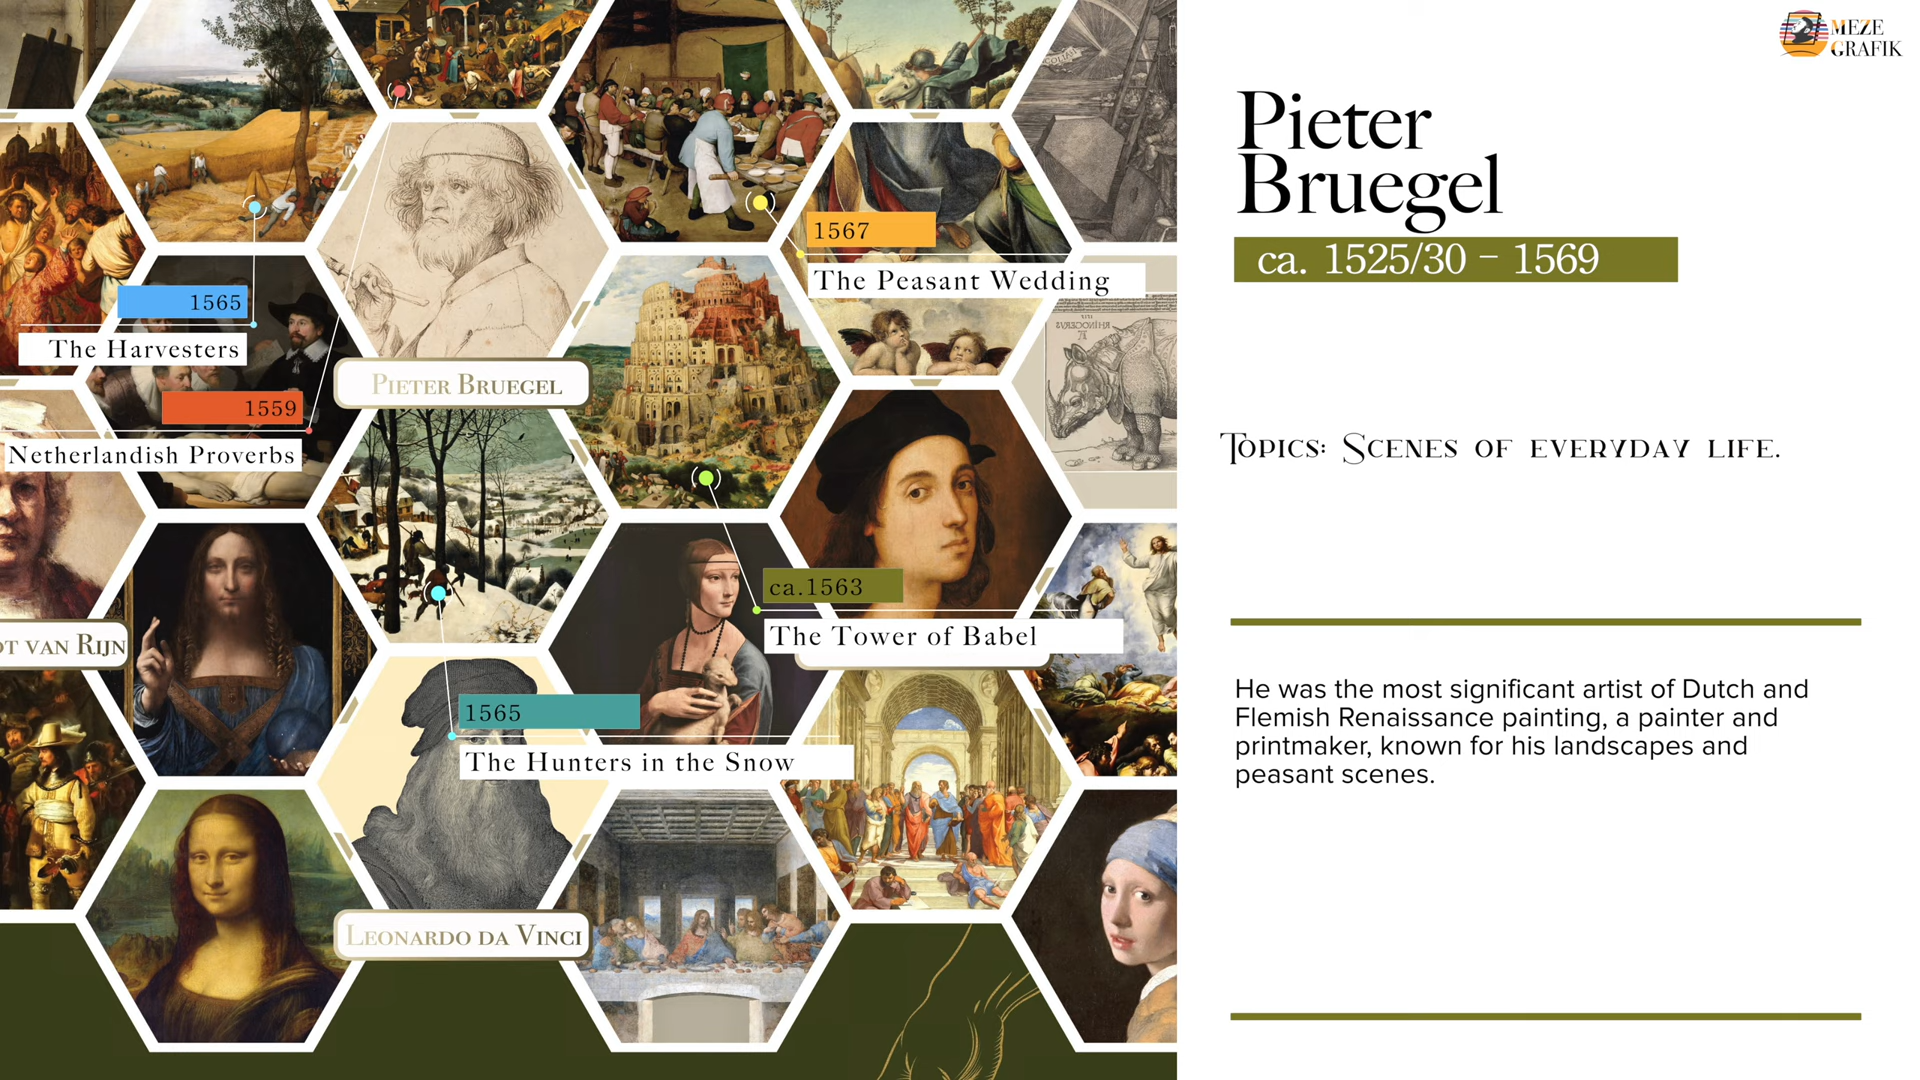 MEZE
GRAFIK
Pieter
Bruegel
ca. 1525/30 – 1569
Topics: Scenes of everyday life.
He was the most significant artist of Dutch and
Flemish Renaissance painting, a painter and
printmaker, known for his landscapes and
peasant scenes.
1567
The Peasant Wedding
1565
The Harvesters
Pieter Bruegel
1559
Netherlandish Proverbs
ca.1563
The Tower of Babel
van Rijn
1565
The Hunters in the Snow
Leonardo da Vinci